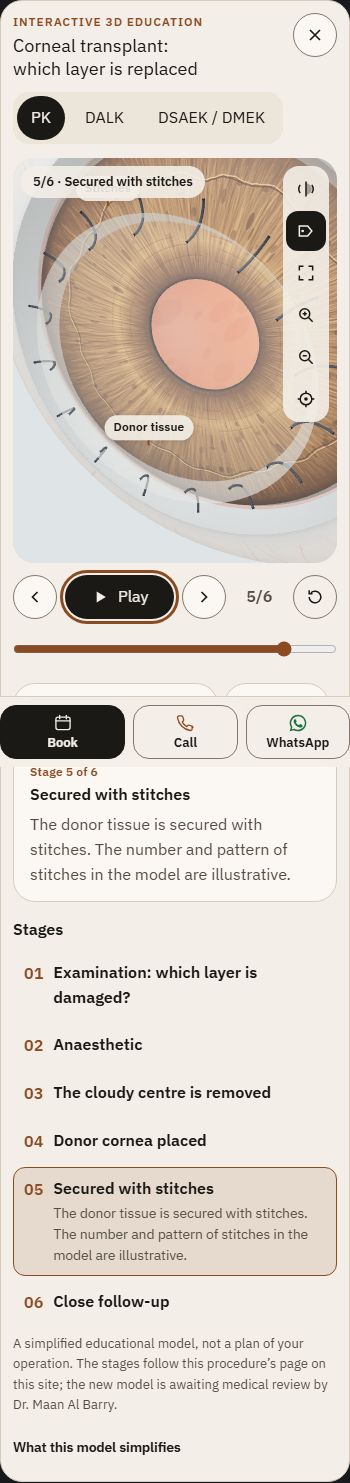 INTERACTIVE 3D EDUCATION
Corneal transplant:
which layer is replaced
PK
DALK
DSAEK / DMEK
5/6 · Secured with stitches
Donor tissue
Play
5/6
Book
Call
WhatsApp
Stage 5 of 6
Secured with stitches
The donor tissue is secured with
stitches. The number and pattern of
stitches in the model are illustrative.
Stages
01 Examination: which layer is
damaged?
02 Anaesthetic
03 The cloudy centre is removed
04 Donor cornea placed
05 Secured with stitches
The donor tissue is secured with stitches.
The number and pattern of stitches in the
model are illustrative.
06 Close follow-up
A simplified educational model, not a plan of your
operation. The stages follow this procedure’s page on
this site; the new model is awaiting medical review by
Dr. Maan Al Barry.
What this model simplifies